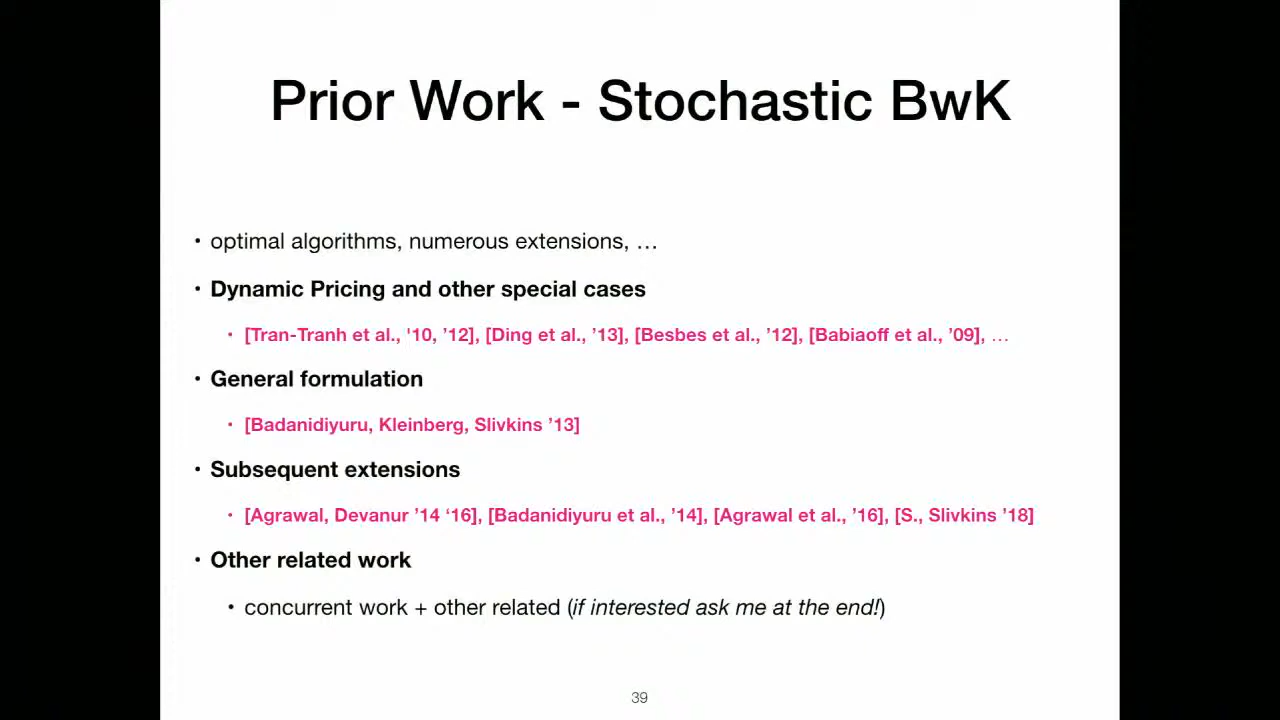 Prior Work - Stochastic BwK
• optimal algorithms, numerous extensions, …
• Dynamic Pricing and other special cases
• [Tran-Tranh et al., '10, ’12], [Ding et al., ’13], [Besbes et al., ’12], [Babiaoff et al., ’09], …
• General formulation
• [Badanidiyuru, Kleinberg, Slivkins ’13]
• Subsequent extensions
• [Agrawal, Devanur ’14 ‘16], [Badanidiyuru et al., ’14], [Agrawal et al., ’16], [S., Slivkins ’18]
• Other related work
• concurrent work + other related (if interested ask me at the end!)
39